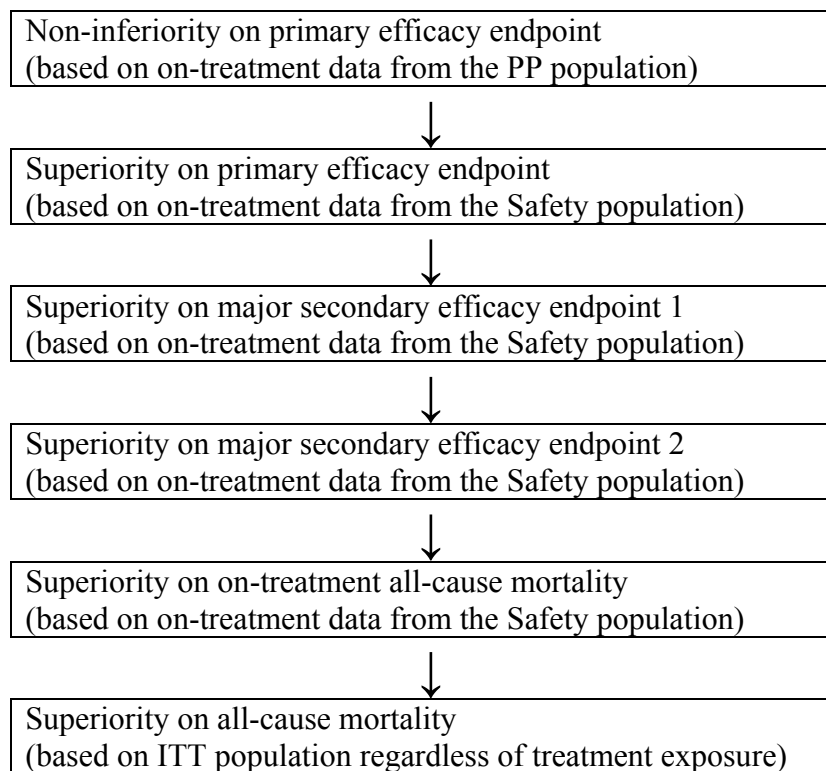 Non-inferiority on primary efficacy endpoint
(based on on-treatment data from the PP population)
Superiority on primary efficacy endpoint
(based on on-treatment data from the Safety population)
Superiority on major secondary efficacy endpoint 1
(based on on-treatment data from the Safety population)
Superiority on major secondary efficacy endpoint 2
(based on on-treatment data from the Safety population)
Superiority on on-treatment all-cause mortality
(based on on-treatment data from the Safety population)
Superiority on all-cause mortality
(based on ITT population regardless of treatment exposure)